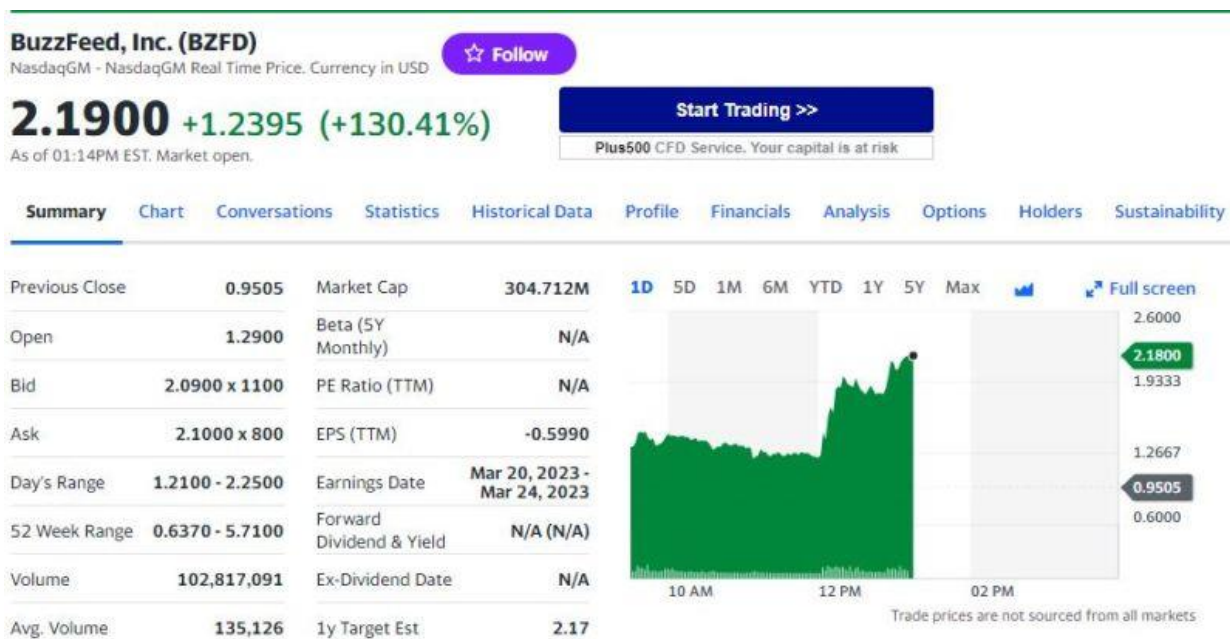 BuzzFeed, Inc. (BZFD)
☆ Follow
NasdaqGM - NasdaqGM Real Time Price. Currency in USD
2.1900 +1.2395 (+130.41%)
As of 01:14PM EST. Market open.
Start Trading >>
Plus500 CFD Service. Your capital is at risk
Summary Chart Conversations Statistics Historical Data Profile Financials Analysis Options Holders Sustainability
Previous Close 0.9505
Open 1.2900
Bid 2.0900 x 1100
Ask 2.1000 x 800
Day's Range 1.2100 - 2.2500
52 Week Range 0.6370 - 5.7100
Volume 102,817,091
Avg. Volume 135,126
Market Cap 304.712M
Beta (5Y
Monthly) N/A
PE Ratio (TTM) N/A
EPS (TTM) -0.5990
Earnings Date Mar 20, 2023 -
Mar 24, 2023
Forward
Dividend & Yield N/A (N/A)
Ex-Dividend Date N/A
1y Target Est 2.17
1D 5D 1M 6M YTD 1Y 5Y Max Full screen
2.6000
2.1800
1.9333
1.2667
0.9505
0.6000
10 AM 12 PM 02 PM
Trade prices are not sourced from all markets